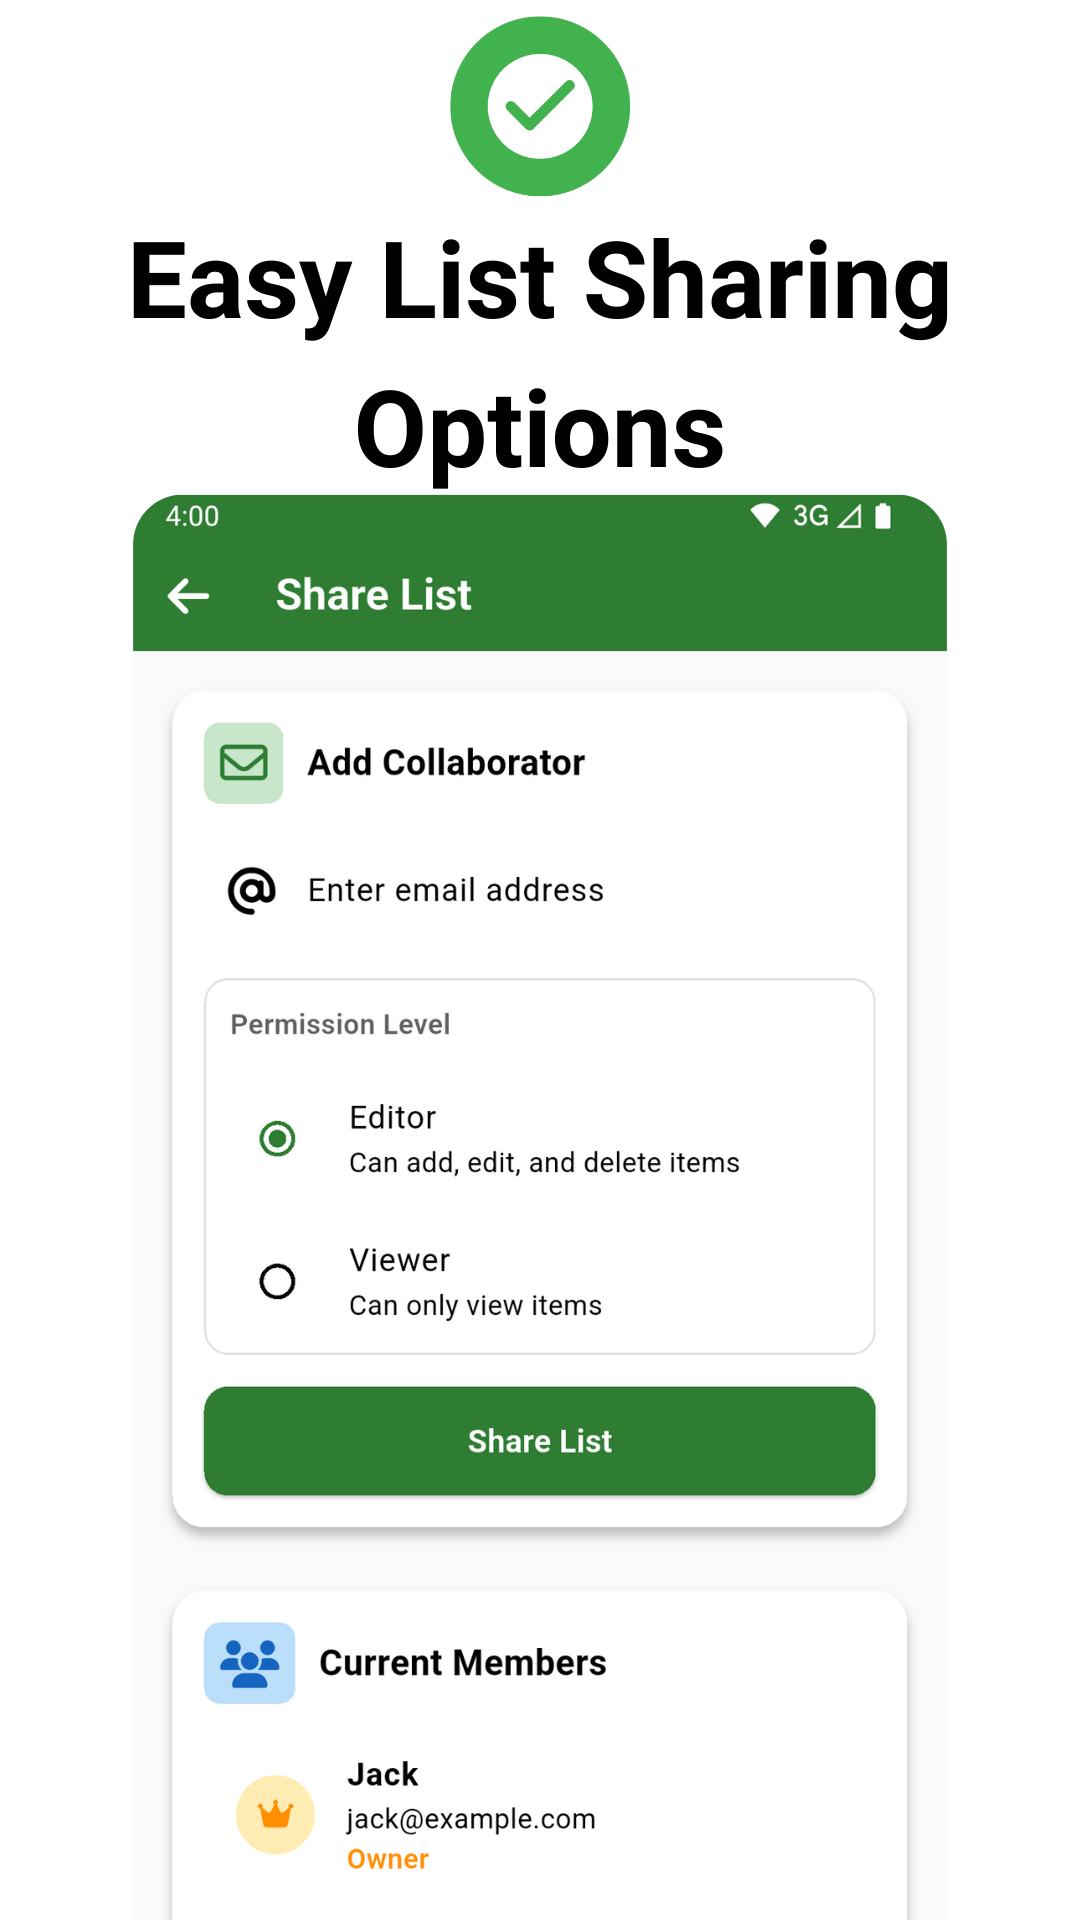 Easy List Sharing
Options
4:00
3G
Share List
Add Collaborator
Enter email address
Permission Level
Editor
Can add, edit, and delete items
Viewer
Can only view items
Share List
Current Members
Jack
jack@example.com
Owner